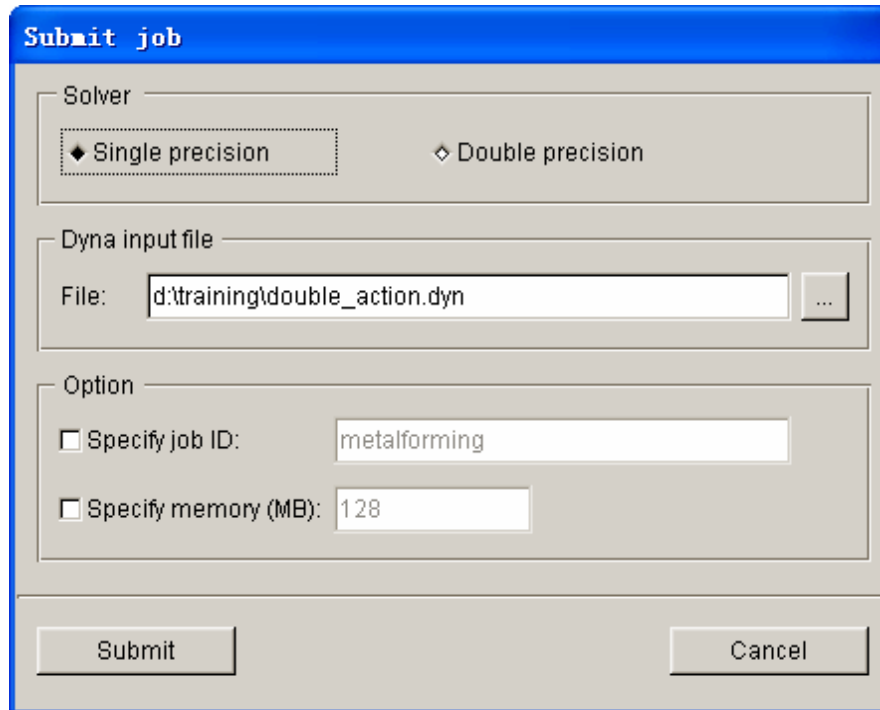 Submit job
Solver
Single precision Double precision
Dyna input file
File: d:\training\double_action.dyn ...
Option
Specify job ID: metalforming
Specify memory (MB): 128
Submit Cancel